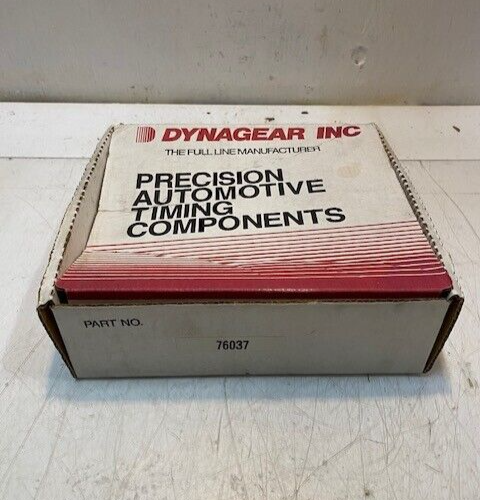 DYNAGEAR INC
THE FULL LINE MANUFACTURER
PRECISION
AUTOMOTIVE
TIMING
COMPONENTS
PART NO.
76037